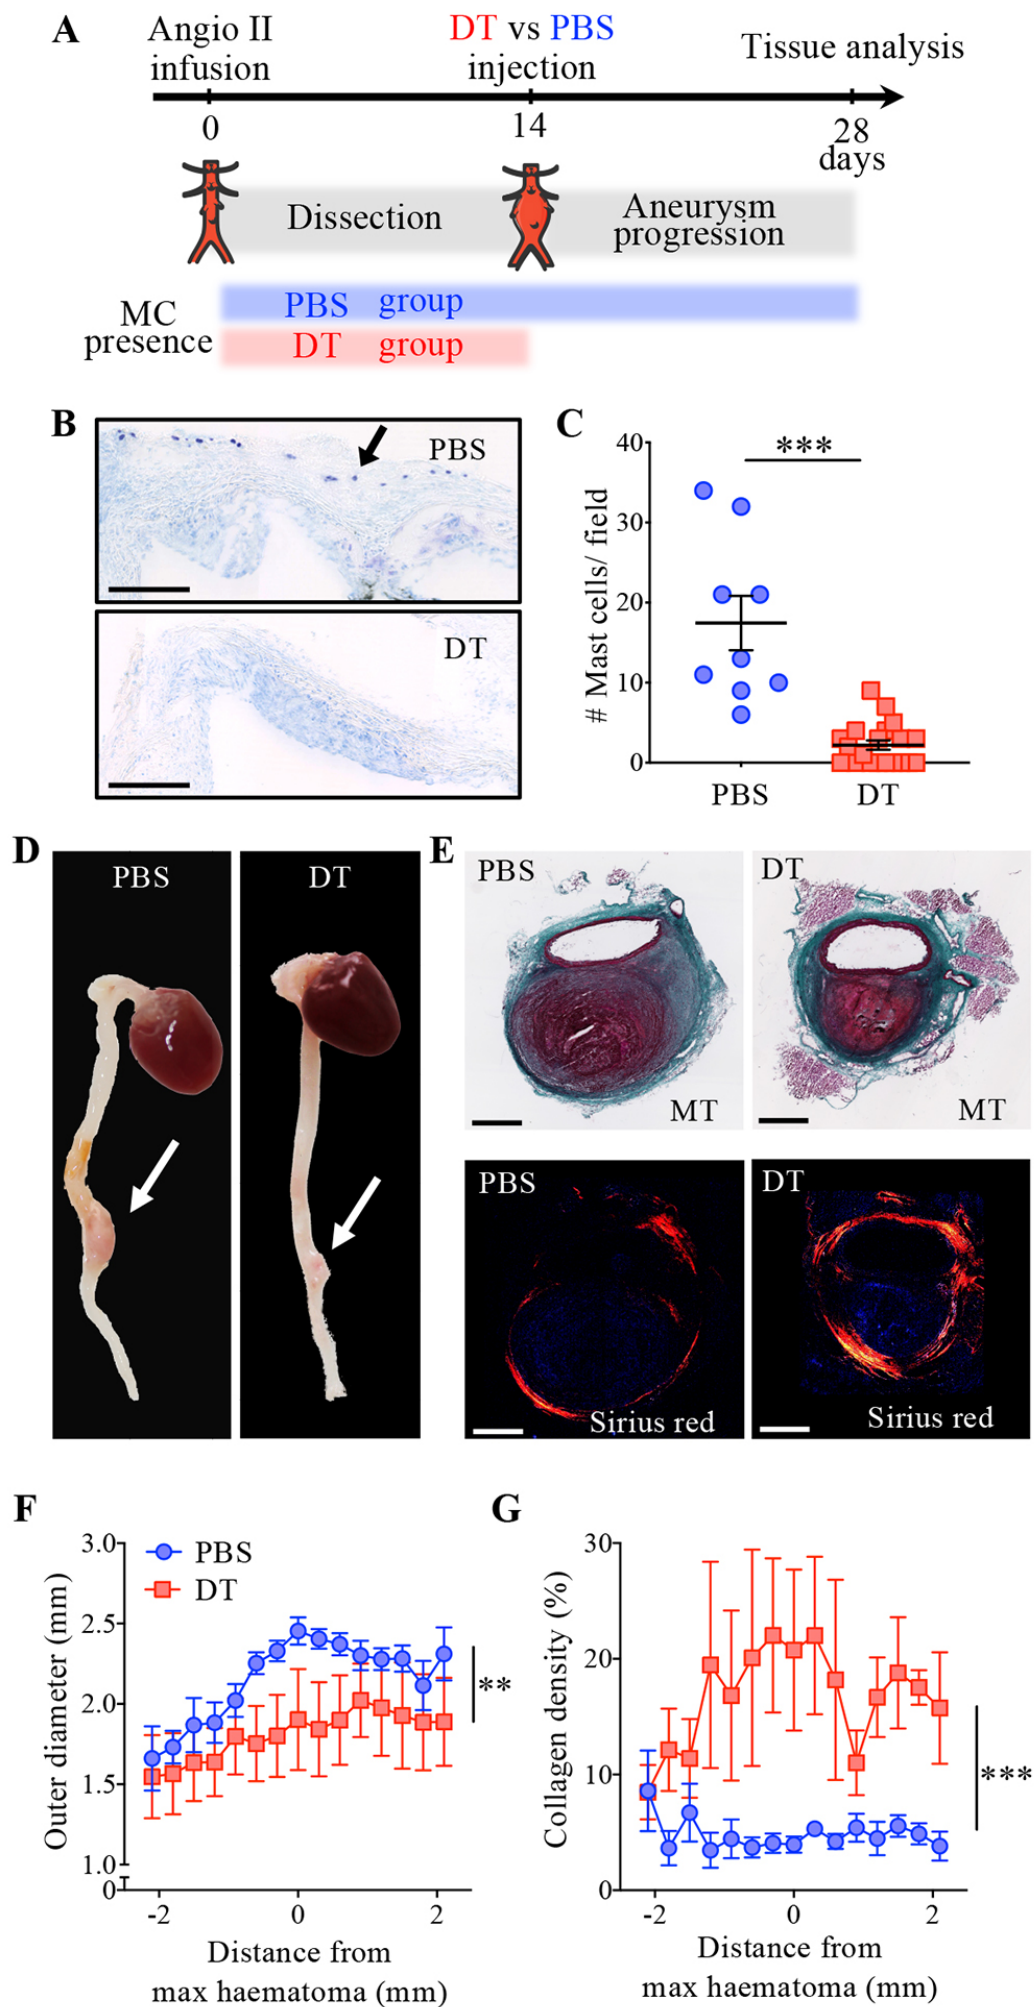 A
Angio II
infusion
DT vs PBS
injection
Tissue analysis
0
14
28
days
Dissection
Aneurysm
progression
MC
presence
PBS group
DT group
B
PBS
DT
C
# Mast cells/ field
40
30
20
10
0
***
PBS
DT
D
PBS
DT
E
PBS
MT
DT
MT
PBS
Sirius red
DT
Sirius red
F
Outer diameter (mm)
3.0
2.5
2.0
1.5
1.0
0
PBS
DT
**
-2
0
2
Distance from
max haematoma (mm)
G
Collagen density (%)
30
20
10
0
***
-2
0
2
Distance from
max haematoma (mm)